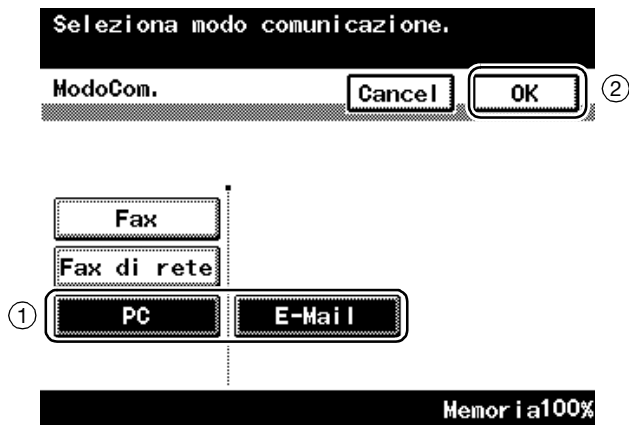 Seleziona modo comunicazione.
ModoCom. Cancel OK ②
Fax
Fax di rete
① PC E-Mail
Memoria100%